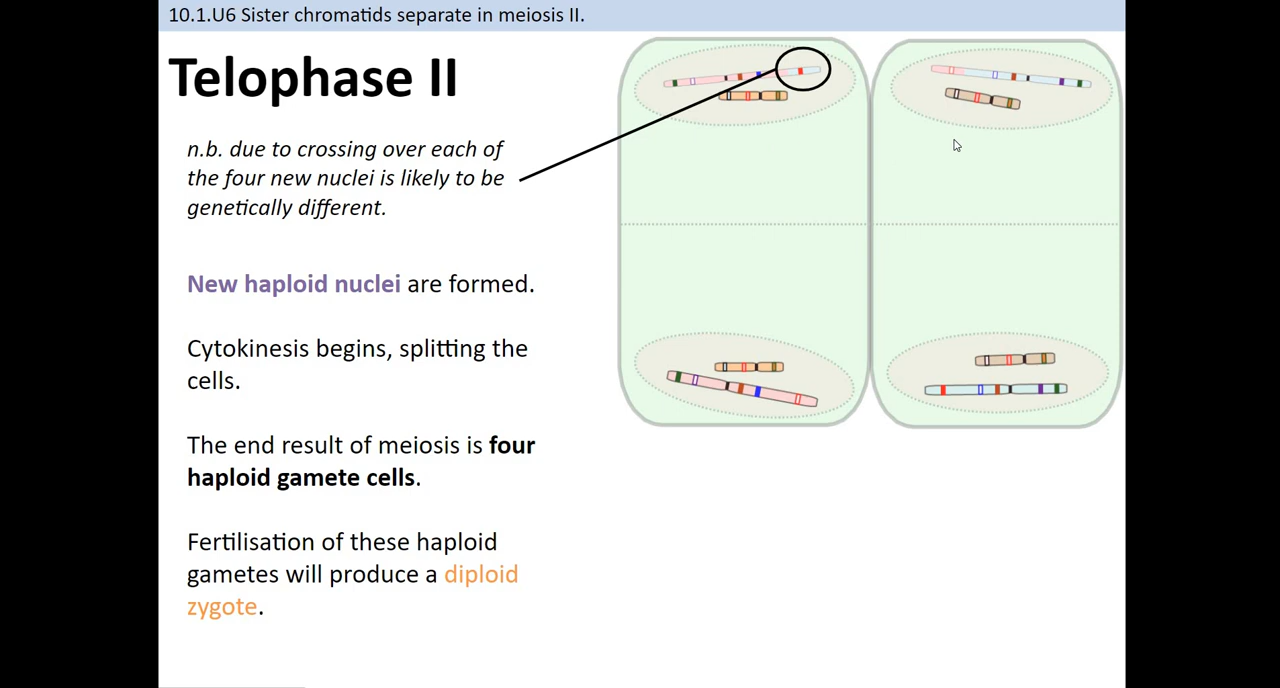 10.1.U6 Sister chromatids separate in meiosis II.
Telophase II
n.b. due to crossing over each of
the four new nuclei is likely to be
genetically different.
New haploid nuclei are formed.
Cytokinesis begins, splitting the
cells.
The end result of meiosis is four
haploid gamete cells.
Fertilisation of these haploid
gametes will produce a diploid
zygote.